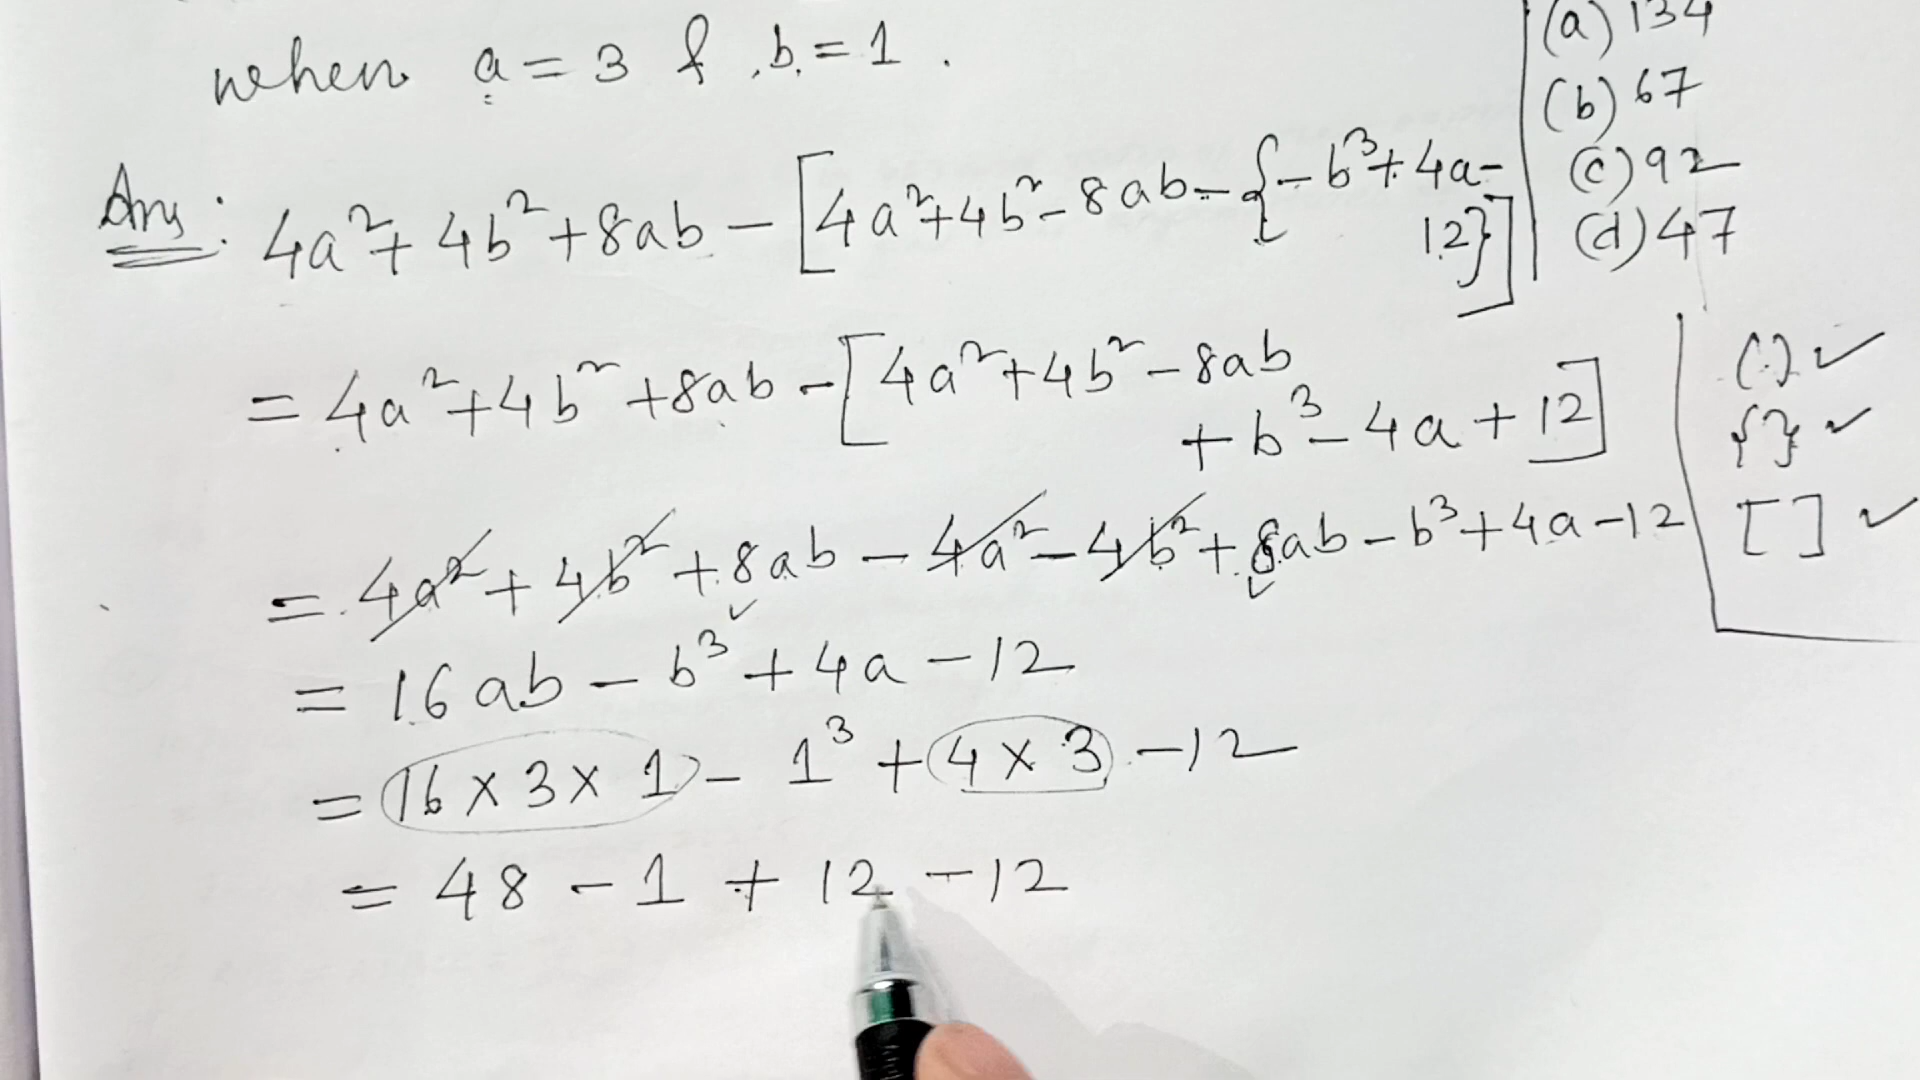 when a = 3 & b = 1 .
(a) 134
(b) 67
(c) 92
(d) 47
Ans: 4a² + 4b² + 8ab - [4a² + 4b² - 8ab - {-b³ + 4a -
12}]
= 4a² + 4b² + 8ab - [4a² + 4b² - 8ab
+ b³ - 4a + 12]
( ) ✓
{ } ✓
[ ] ✓
= 4a² + 4b² + 8ab - 4a² - 4b² + 8ab - b³ + 4a - 12
= 16ab - b³ + 4a - 12
= 16 × 3 × 1 - 1³ + 4 × 3 - 12
= 48 - 1 + 12 - 12